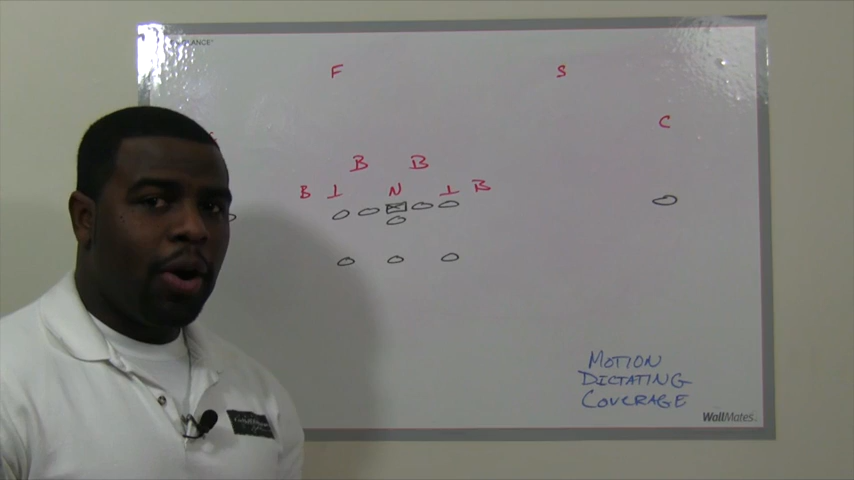 F S
C
B B
B T N T B
MOTION
DICTATING
COVERAGE
WallMates